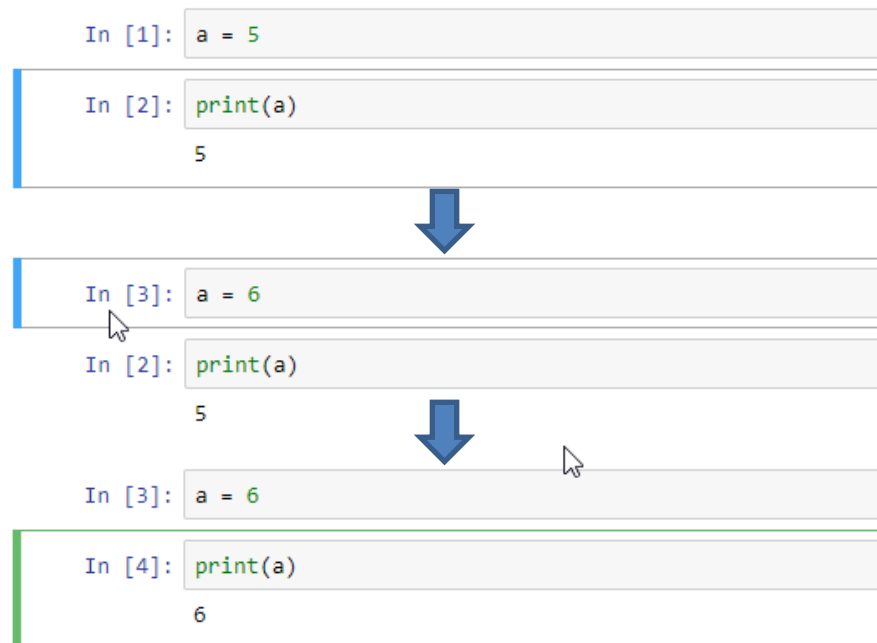 In [1]: a = 5
In [2]: print(a)
5
In [3]: a = 6
In [2]: print(a)
5
In [3]: a = 6
In [4]: print(a)
6